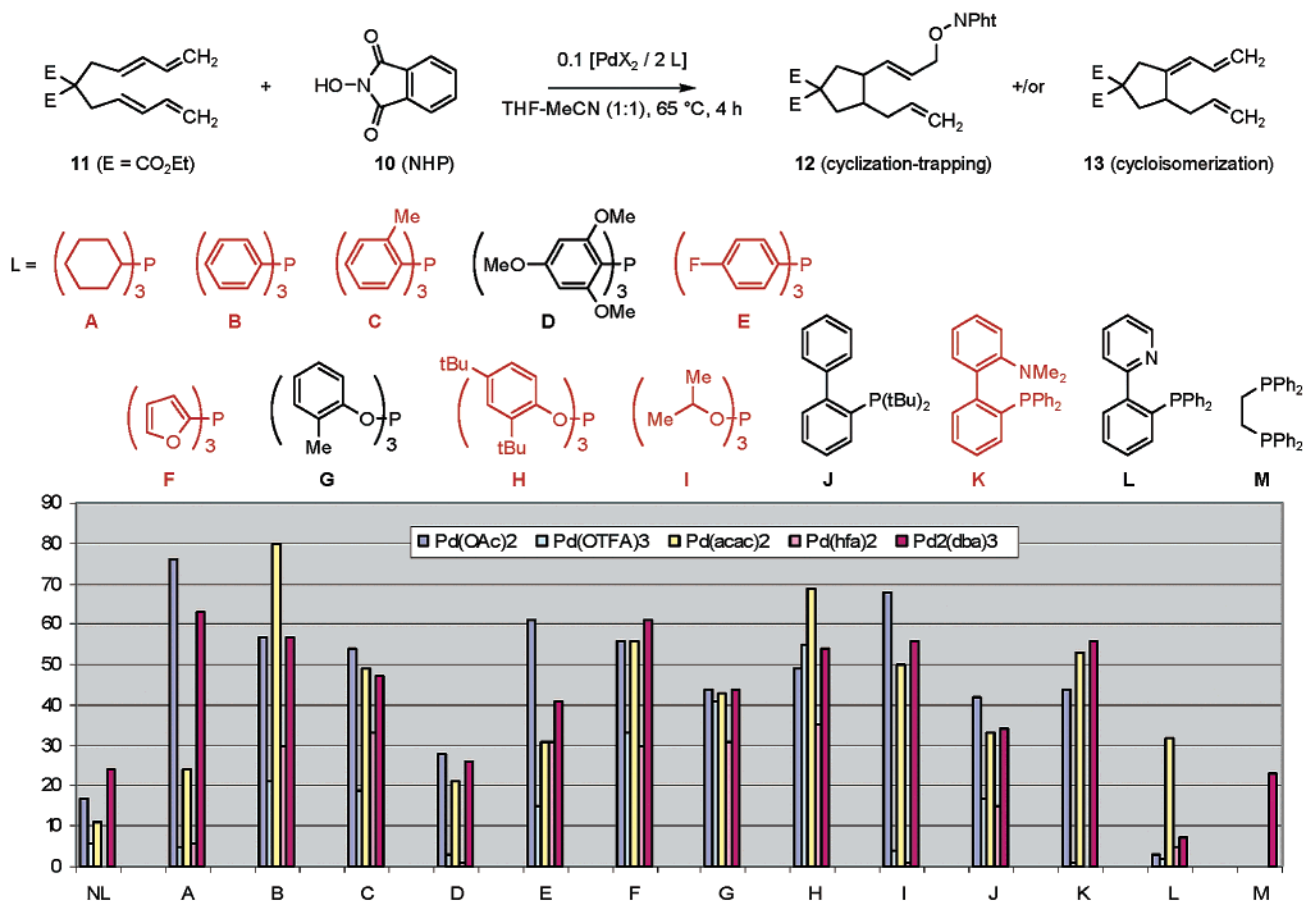 E E CH2 CH2
11 (E = CO2Et)
+
HO N O O
10 (NHP)
0.1 [PdX2 / 2 L]
THF-MeCN (1:1), 65 °C, 4 h
E E O NPht CH2
12 (cyclization-trapping)
+/or
E E CH2 CH2
13 (cycloisomerization)
L = ( )3 P
A
( )3 P
B
( Me )3 P
C
( MeO OMe OMe )3 P
D
( F )3 P
E
( O )3 P
F
( Me O )3 P
G
( tBu tBu O )3 P
H
( Me Me O )3 P
I
P(tBu)2
J
NMe2
PPh2
K
N
PPh2
L
PPh2
PPh2
M
90
80
70
60
50
40
30
20
10
0
Pd(OAc)2 Pd(OTFA)3 Pd(acac)2 Pd(hfa)2 Pd2(dba)3
NL A B C D E F G H I J K L M